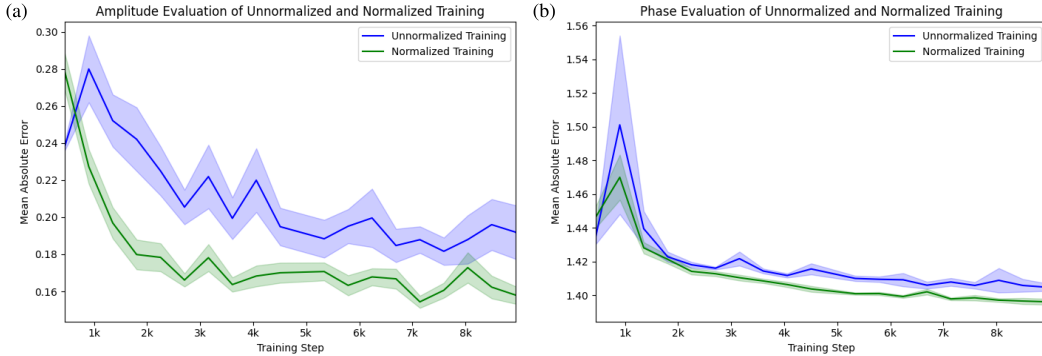 (a)
Amplitude Evaluation of Unnormalized and Normalized Training
Unnormalized Training
Normalized Training
Mean Absolute Error
0.30
0.28
0.26
0.24
0.22
0.20
0.18
0.16
1k
2k
3k
4k
5k
6k
7k
8k
Training Step
(b)
Phase Evaluation of Unnormalized and Normalized Training
Unnormalized Training
Normalized Training
Mean Absolute Error
1.56
1.54
1.52
1.50
1.48
1.46
1.44
1.42
1.40
1k
2k
3k
4k
5k
6k
7k
8k
Training Step